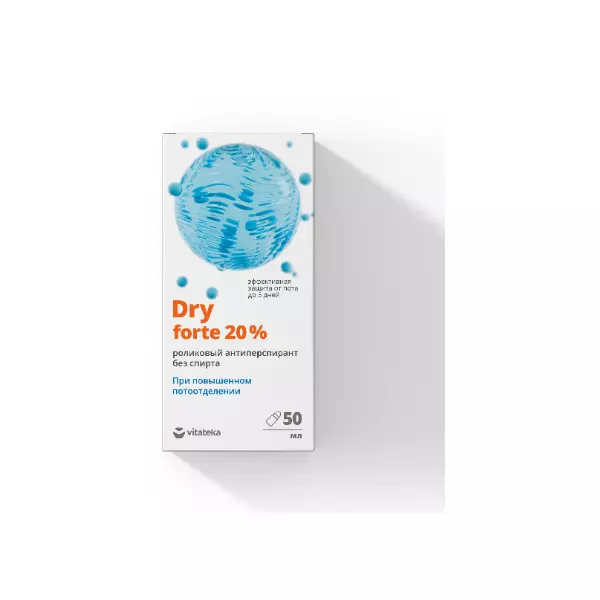 эффективная
защита от пота
до 5 дней
Dry
forte 20%
роликовый антиперспирант
без спирта
При повышенном
потоотделении
50
мл
vitateka